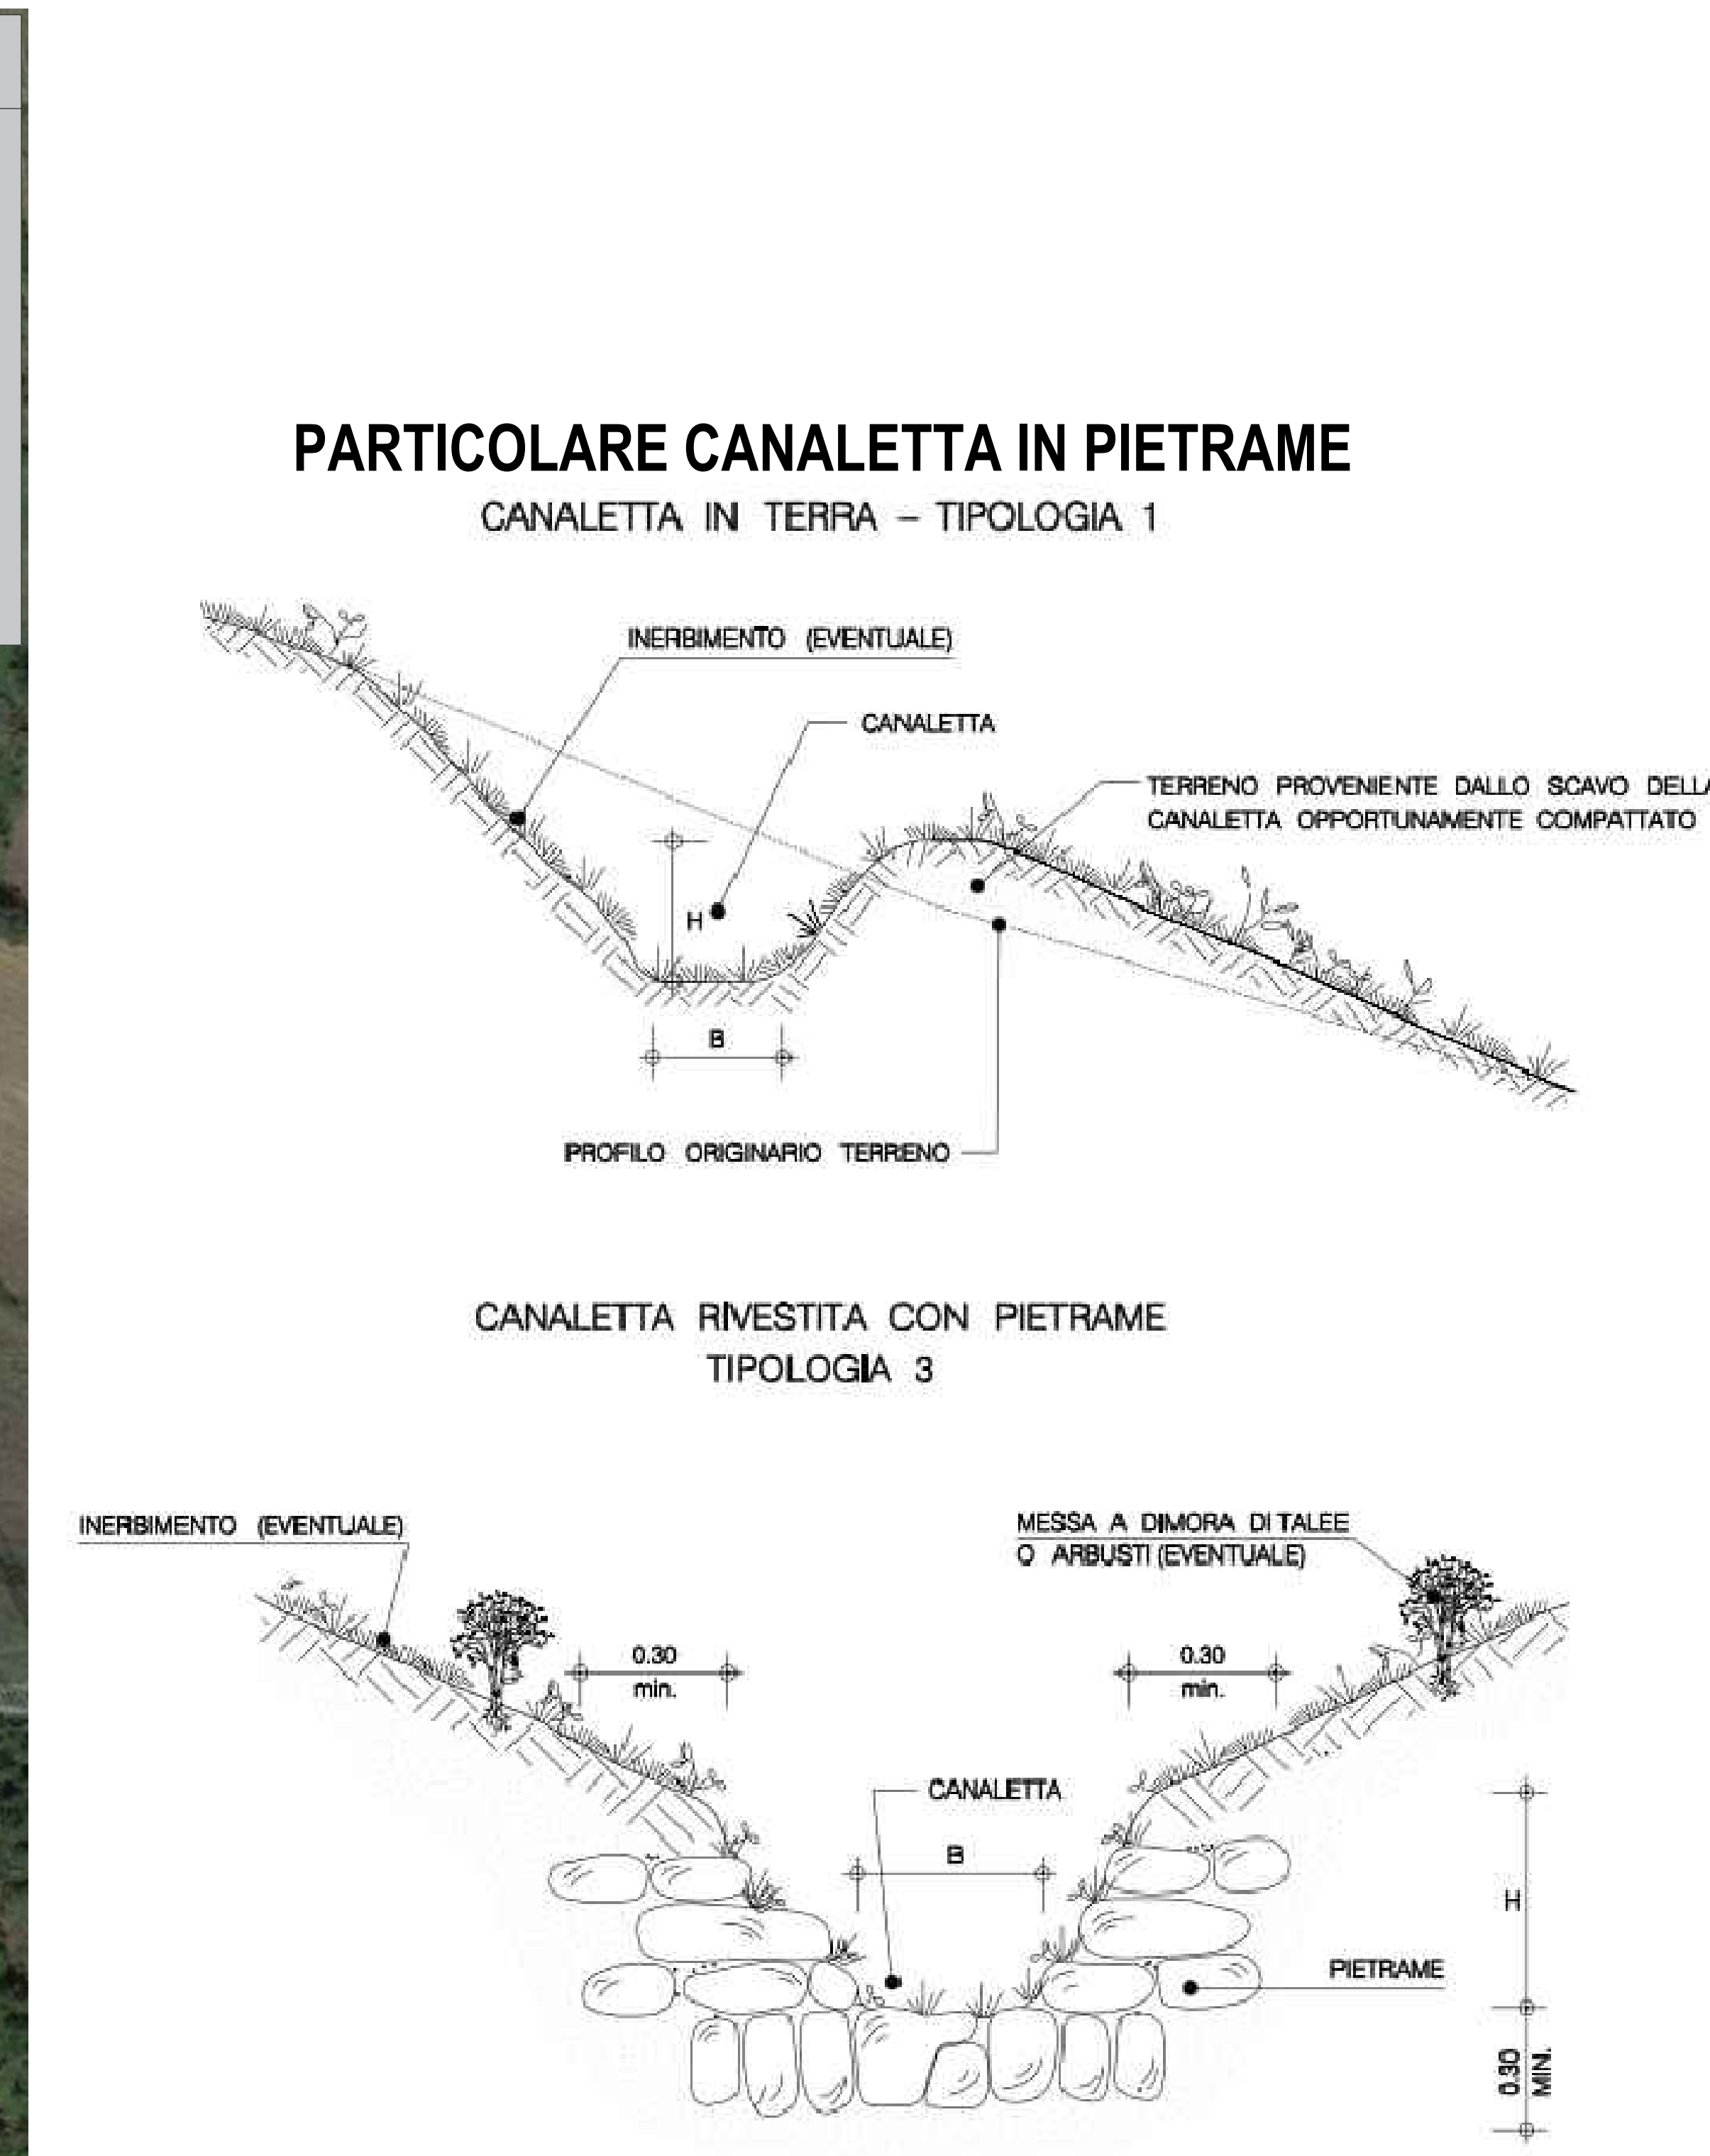 PARTICOLARE CANALETTA IN PIETRAME
CANALETTA IN TERRA – TIPOLOGIA 1
INERBIMENTO (EVENTUALE)
CANALETTA
TERRENO PROVENIENTE DALLO SCAVO DELLA
CANALETTA OPPORTUNAMENTE COMPATTATO
H
B
PROFILO ORIGINARIO TERRENO
CANALETTA RIVESTITA CON PIETRAME
TIPOLOGIA 3
INERBIMENTO (EVENTUALE)
MESSA A DIMORA DI TALEE
O ARBUSTI (EVENTUALE)
0.30
min.
0.30
min.
CANALETTA
B
H
PIETRAME
0.30
MIN.